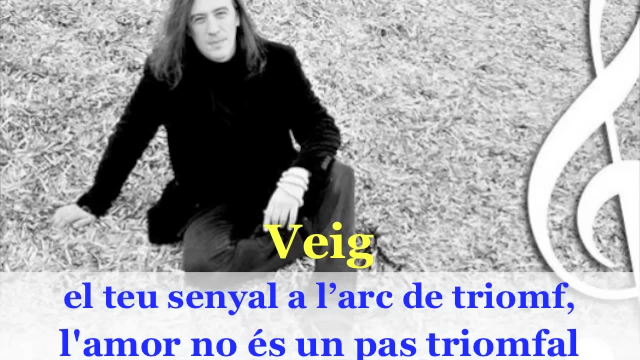 Veig
el teu senyal a l’arc de triomf,
l'amor no és un pas triomfal